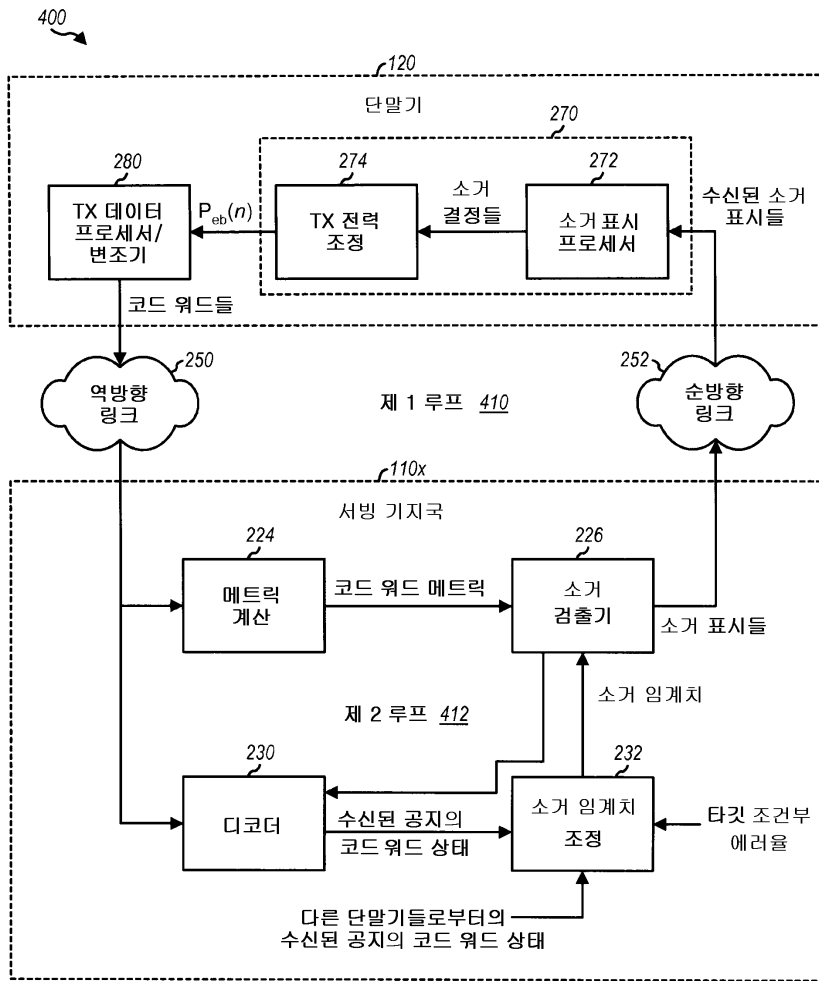 400
120
단말기
270
280
TX 데이터
프로세서/
변조기
P_eb(n)
274
TX 전력
조정
소거
결정들
272
소거 표시
프로세서
수신된 소거
표시들
코드 워드들
250
역방향
링크
제 1 루프 410
252
순방향
링크
110x
서빙 기지국
224
메트릭
계산
코드 워드 메트릭
226
소거
검출기
소거 표시들
소거 임계치
제 2 루프 412
230
디코더
수신된 공지의
코드 워드 상태
232
소거 임계치
조정
타깃 조건부
에러율
다른 단말기들로부터의
수신된 공지의 코드 워드 상태